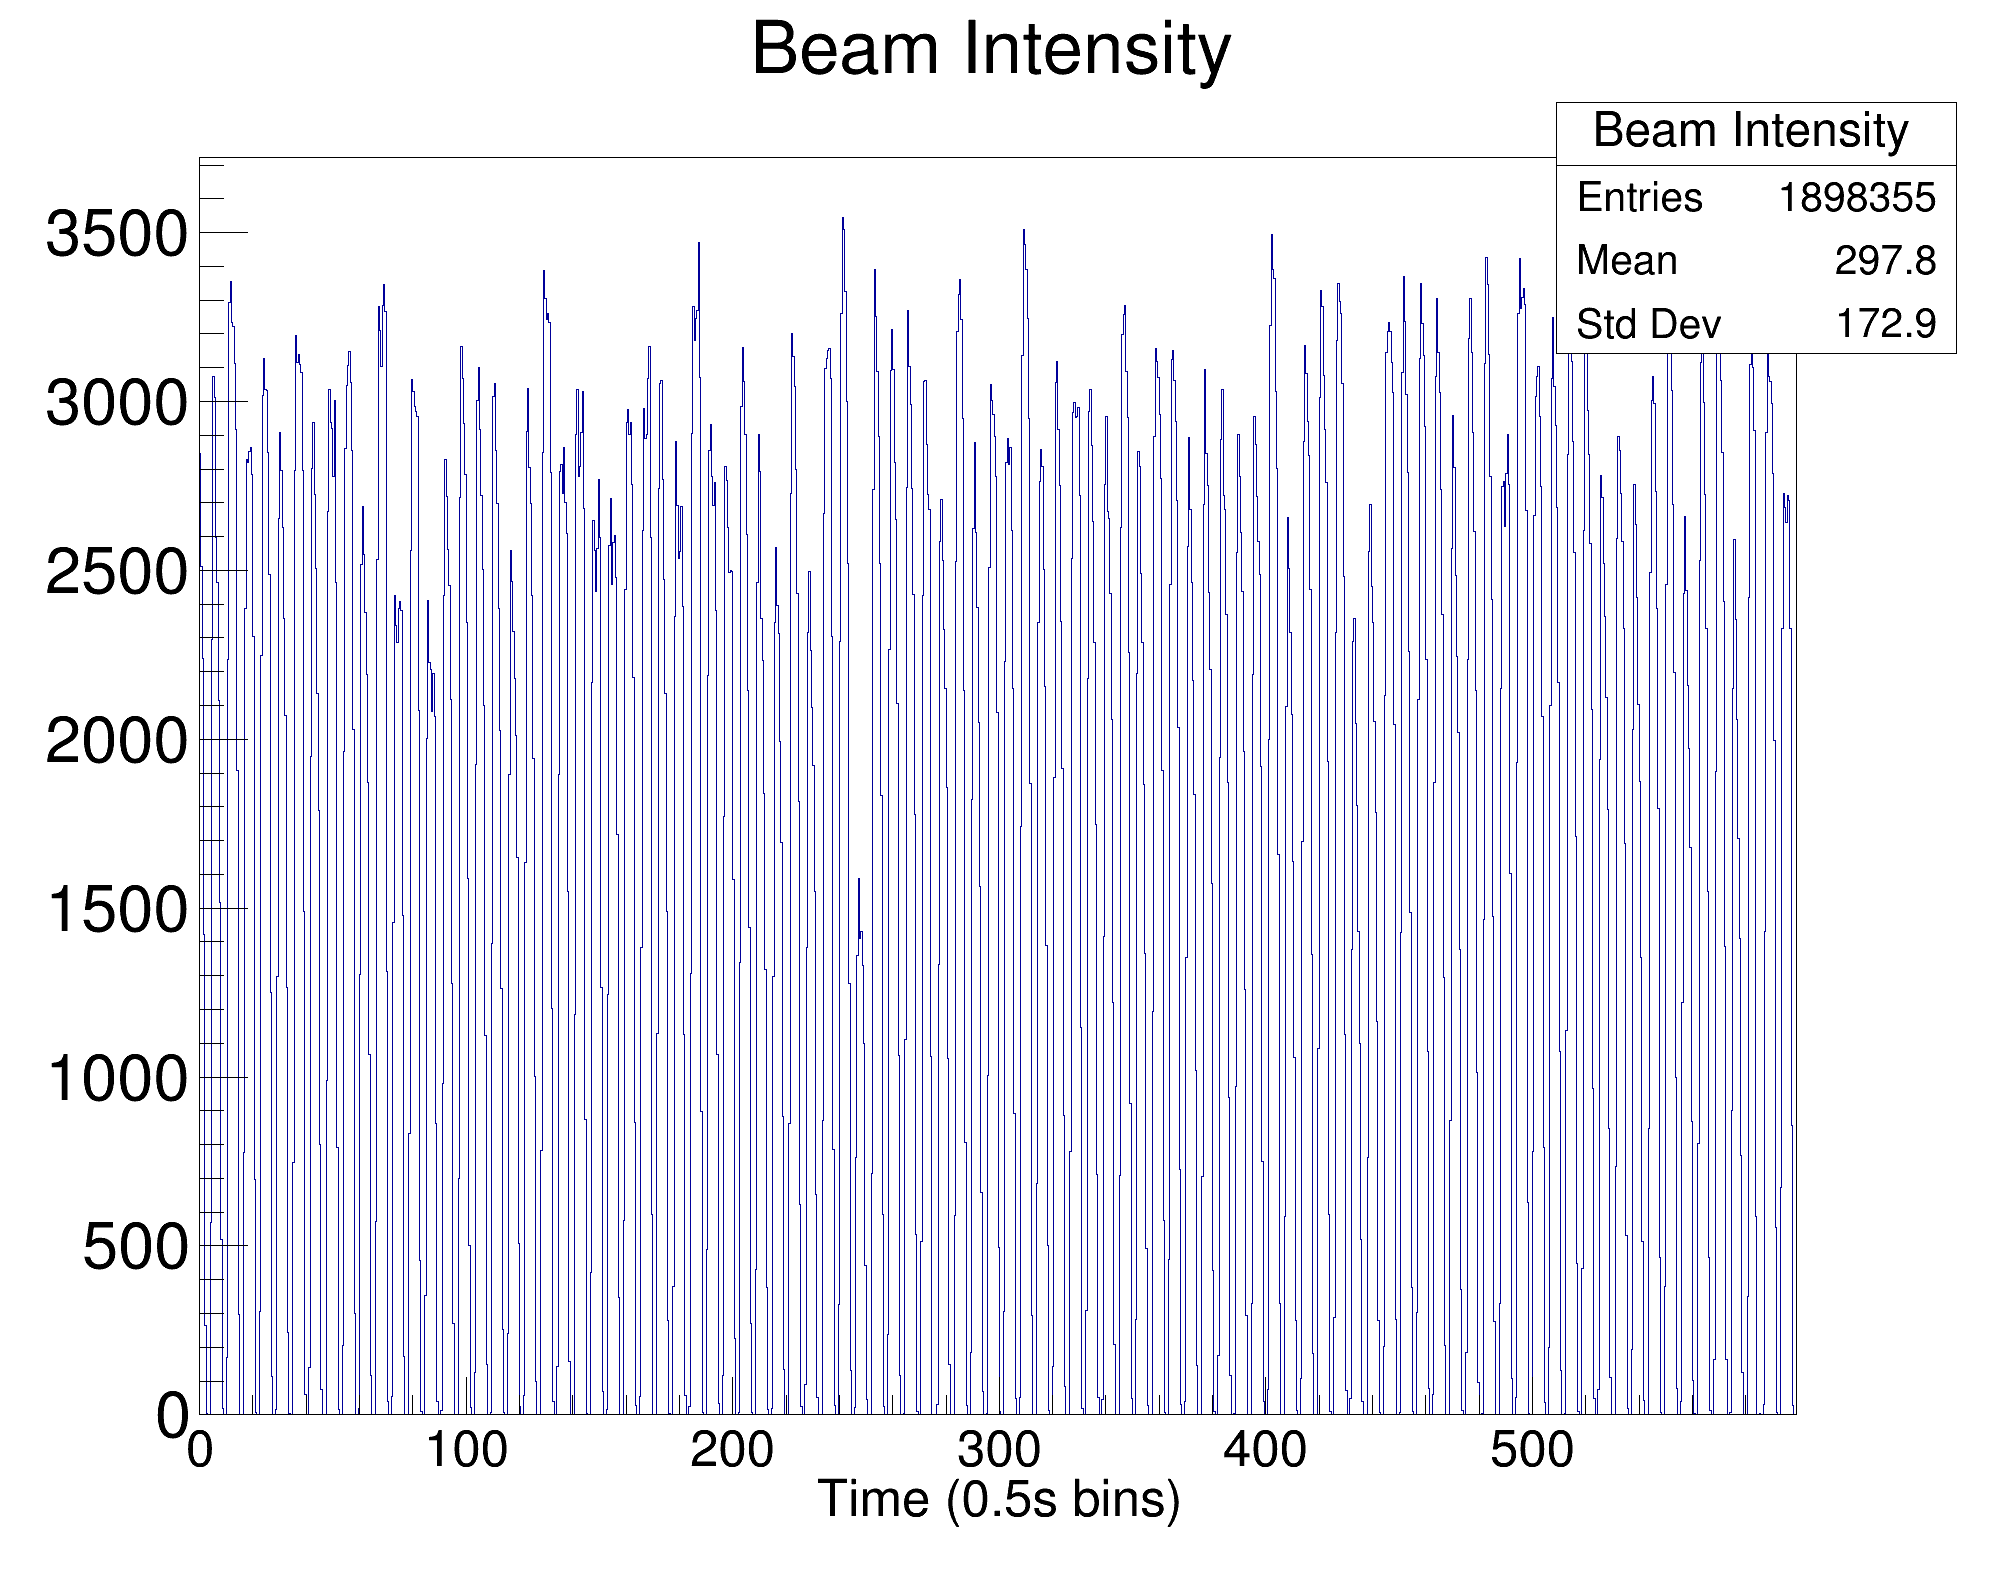 Beam Intensity
Beam Intensity
Entries 1898355
Mean 297.8
Std Dev 172.9
3500
3000
2500
2000
1500
1000
500
0
0 100 200 300 400 500
Time (0.5s bins)